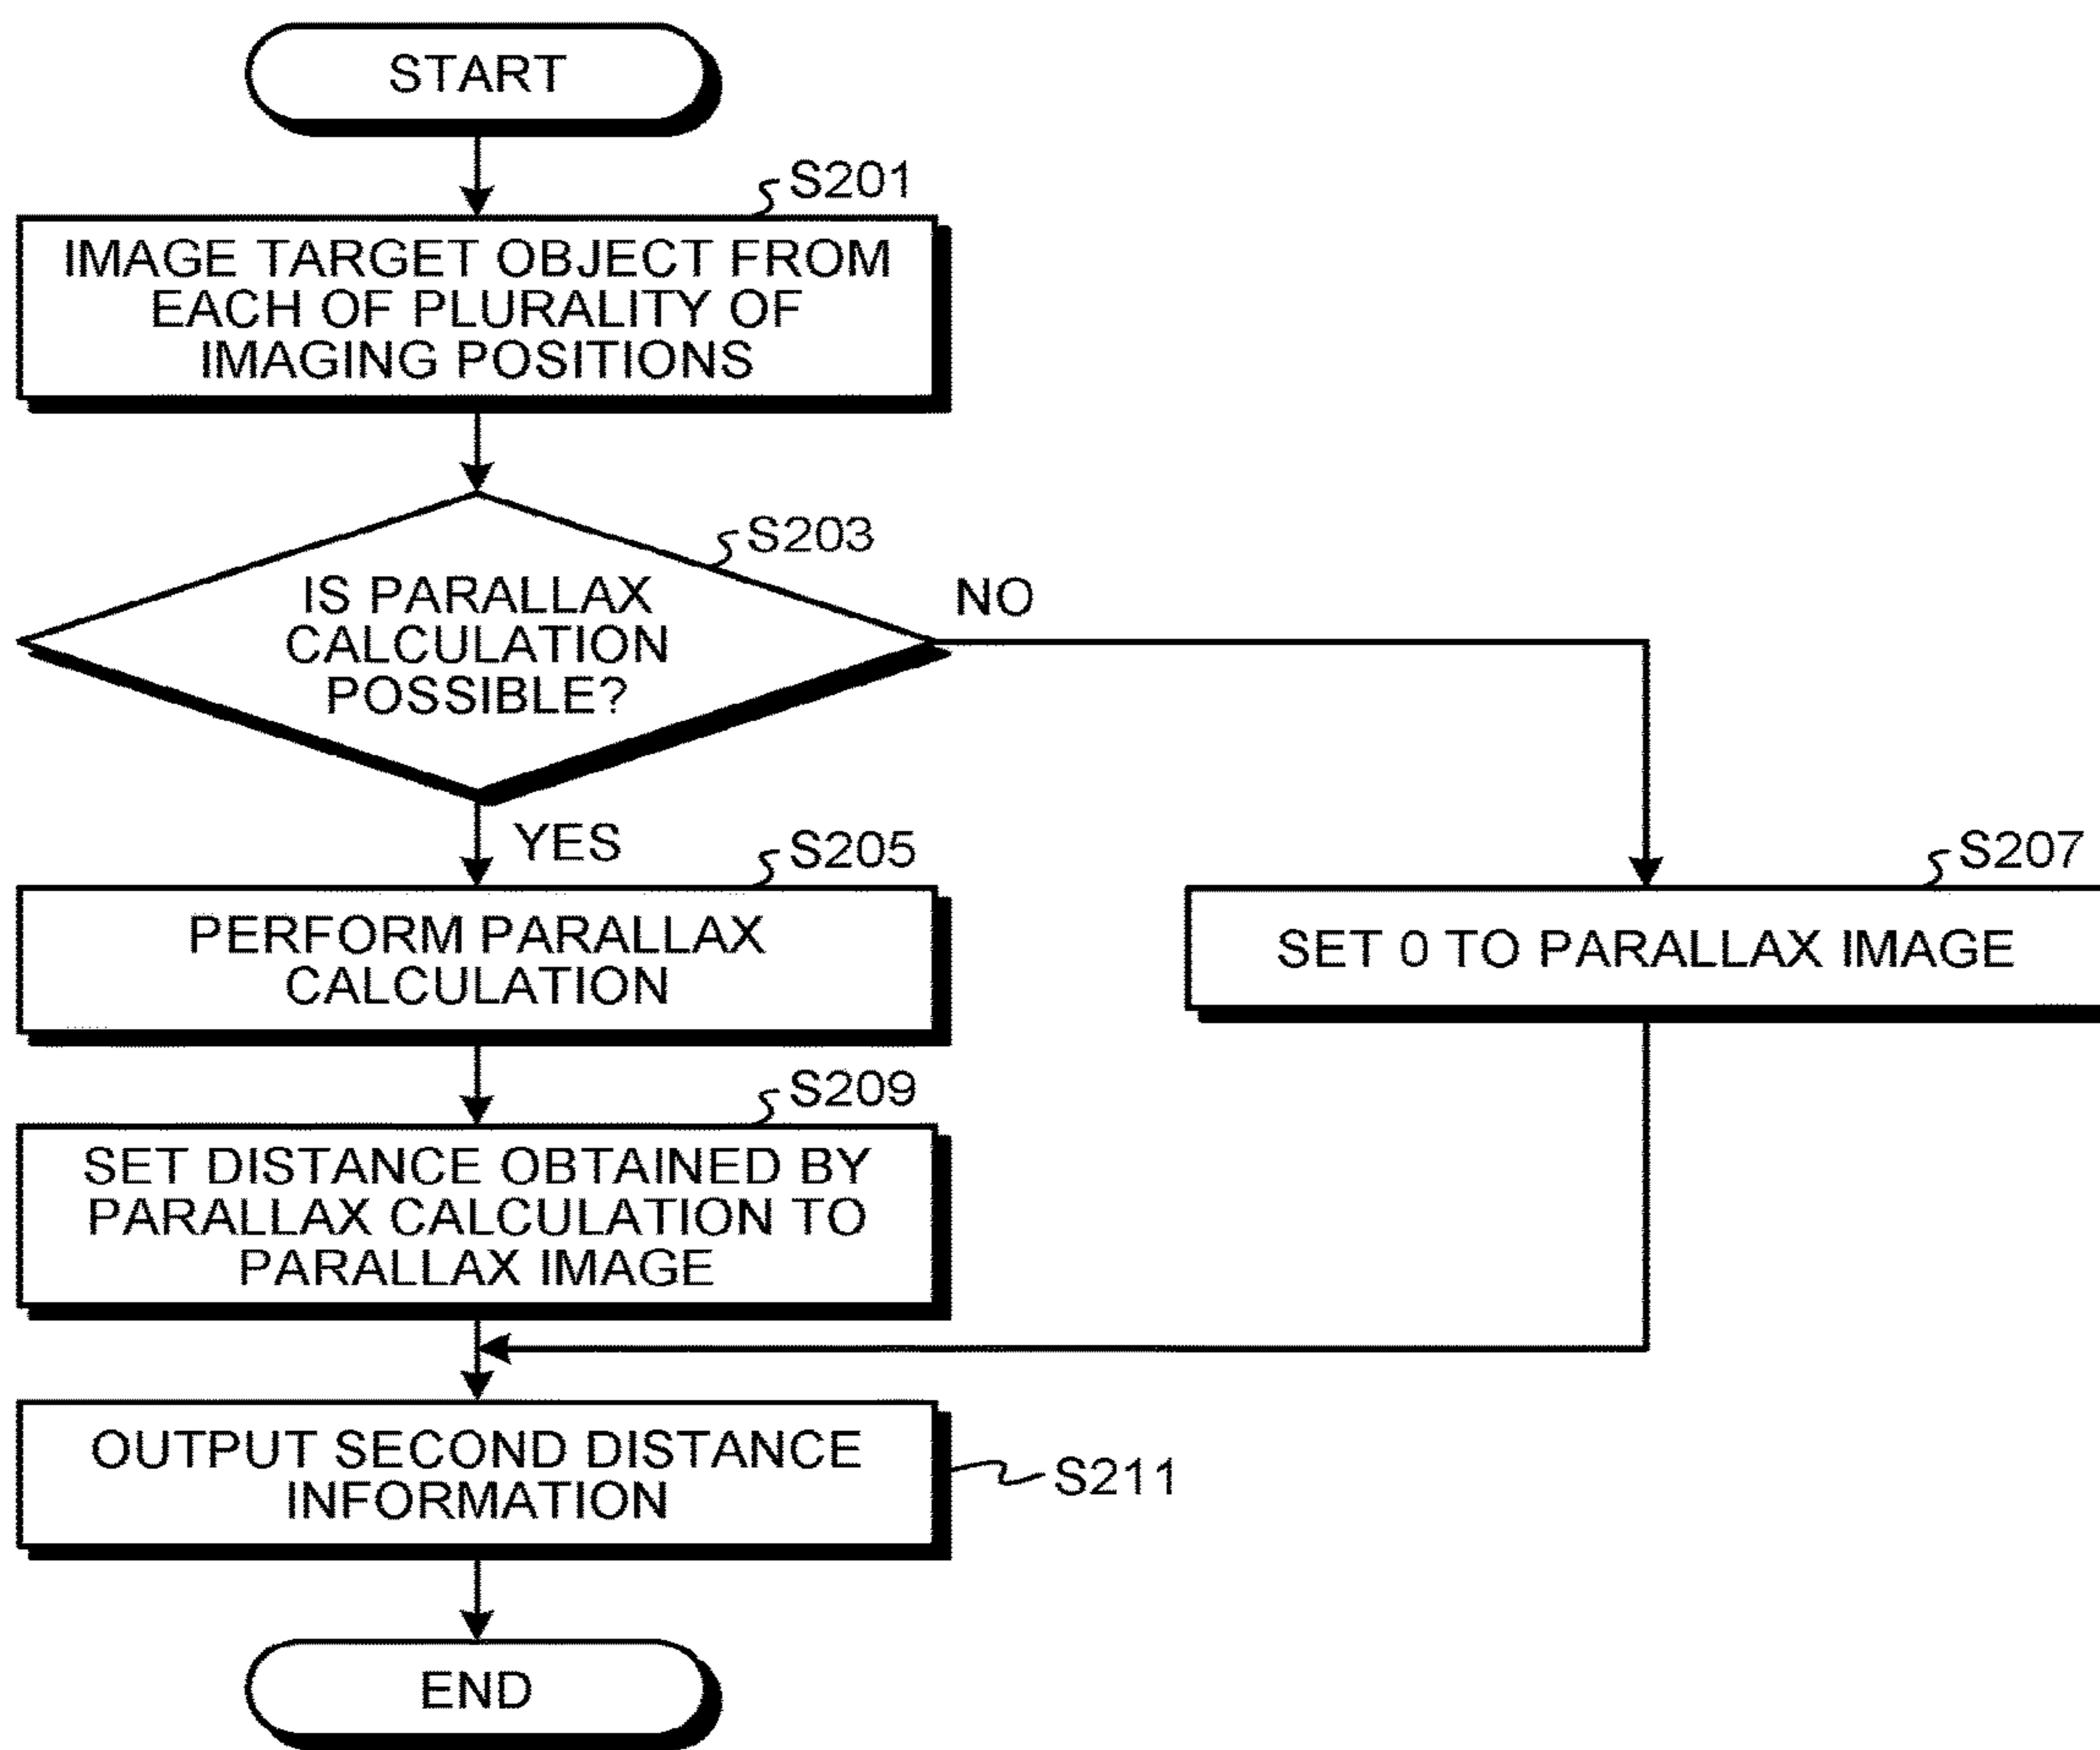 START
S201
IMAGE TARGET OBJECT FROM
EACH OF PLURALITY OF
IMAGING POSITIONS
S203
IS PARALLAX
CALCULATION
POSSIBLE?
NO
YES
S205
PERFORM PARALLAX
CALCULATION
S207
SET 0 TO PARALLAX IMAGE
S209
SET DISTANCE OBTAINED BY
PARALLAX CALCULATION TO
PARALLAX IMAGE
OUTPUT SECOND DISTANCE
INFORMATION
S211
END